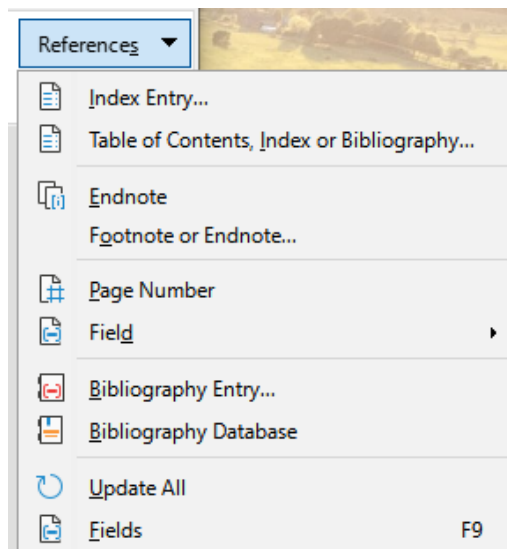 References
Index Entry...
Table of Contents, Index or Bibliography...
Endnote
Footnote or Endnote...
Page Number
Field
Bibliography Entry...
Bibliography Database
Update All
Fields F9